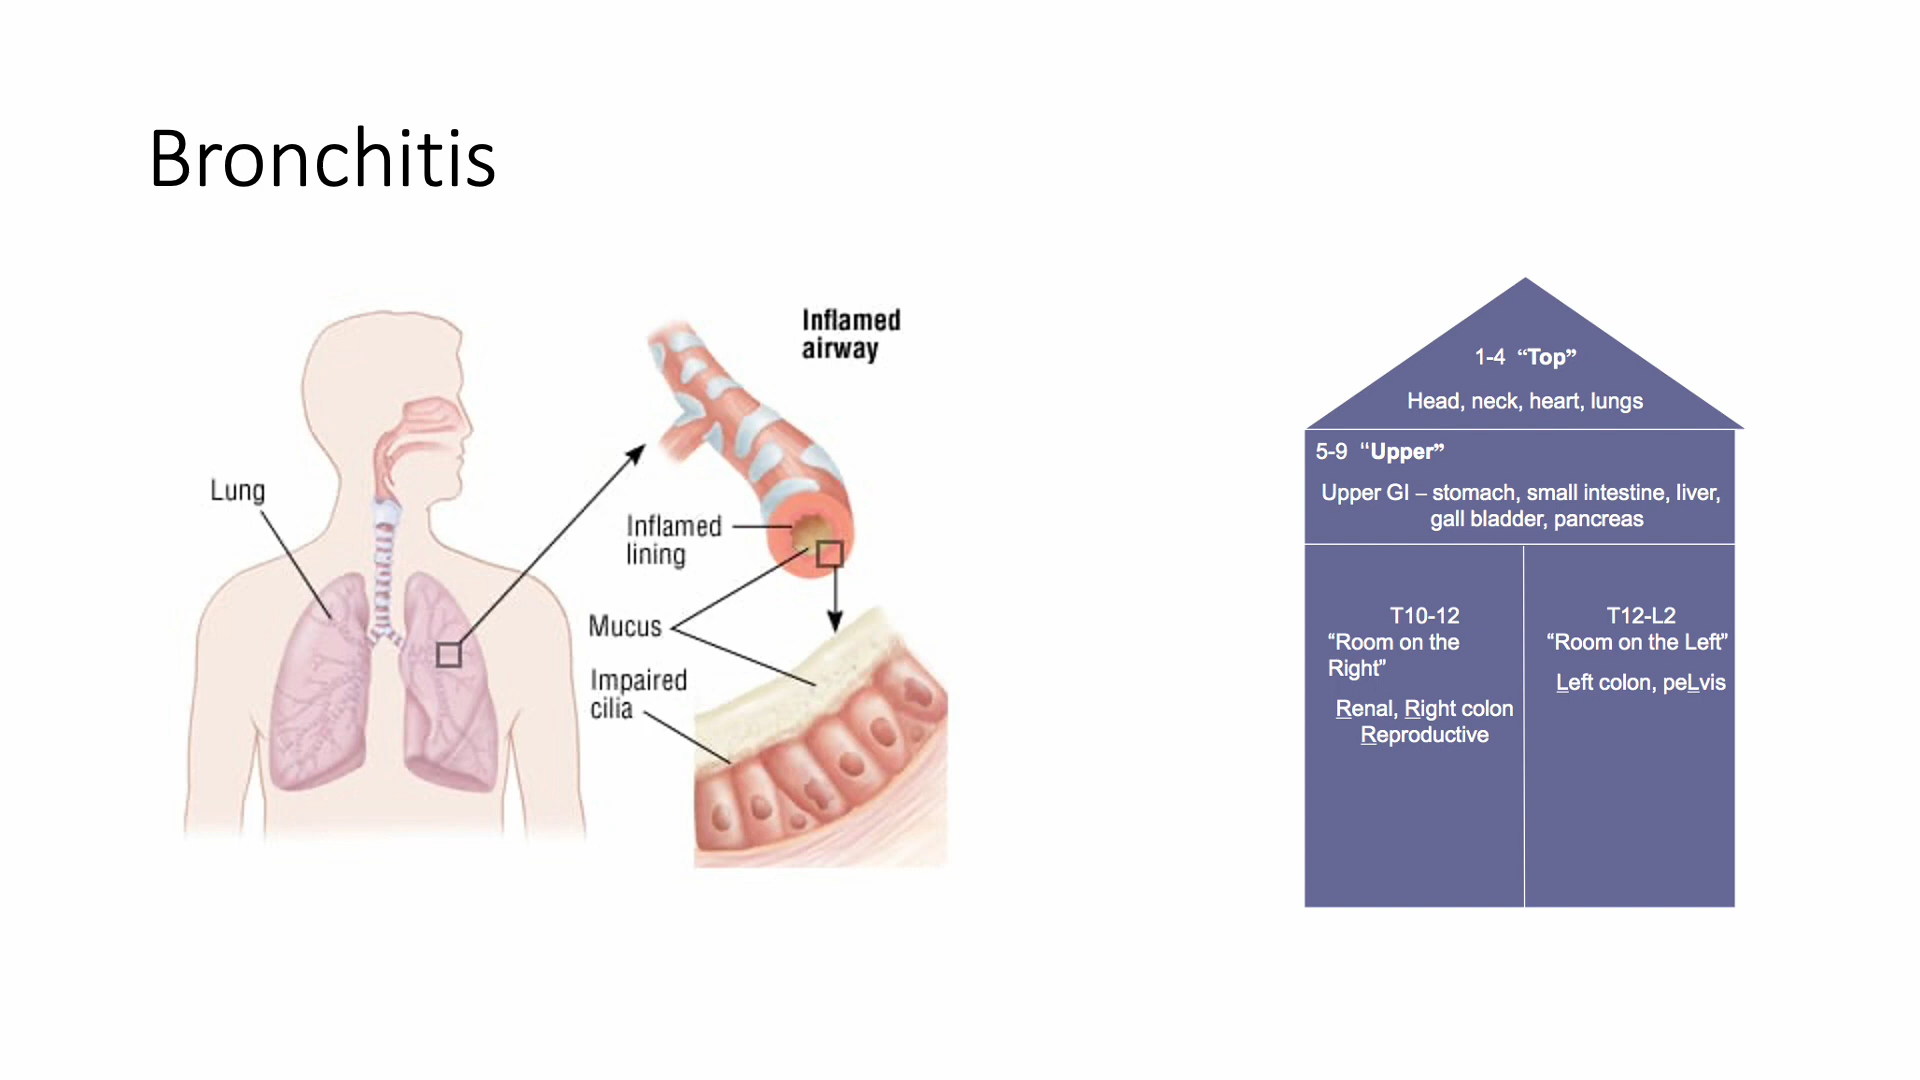 Bronchitis
Inflamed
airway
Lung
Inflamed
lining
Mucus
Impaired
cilia
1-4 “Top”
Head, neck, heart, lungs
5-9 “Upper”
Upper GI – stomach, small intestine, liver,
gall bladder, pancreas
T10-12
“Room on the
Right”
Renal, Right colon
Reproductive
T12-L2
“Room on the Left”
Left colon, peLvis